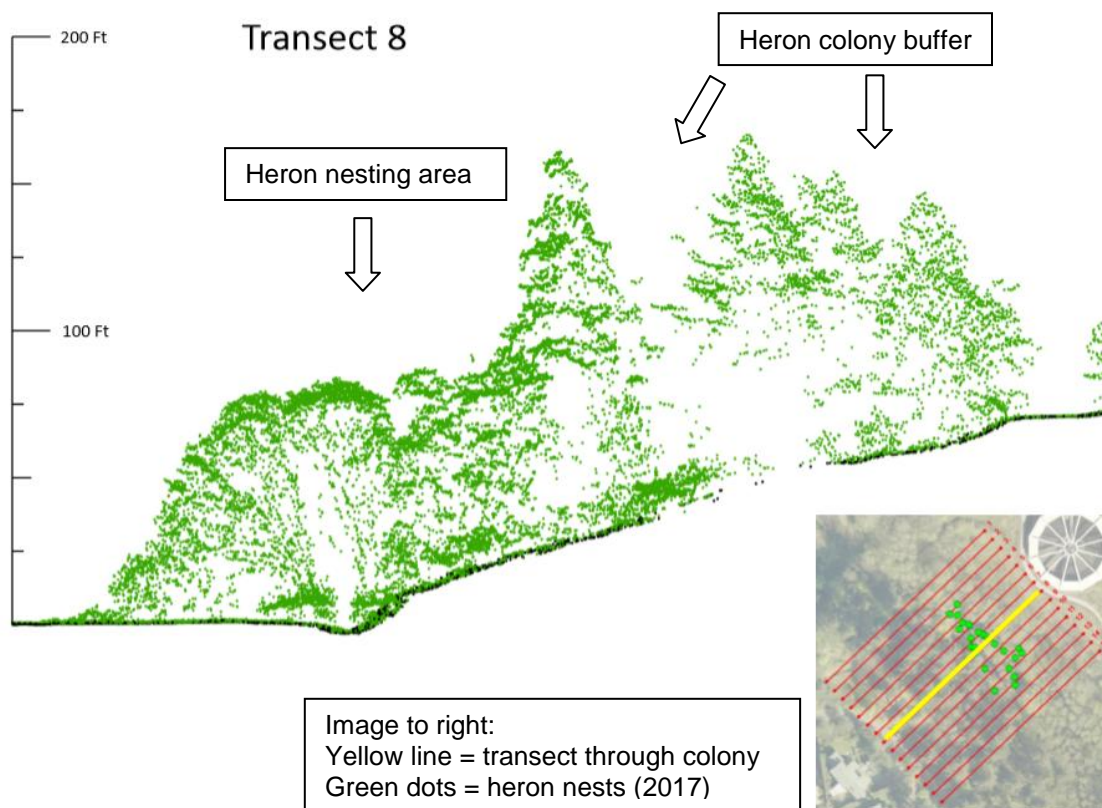 200 Ft
Transect 8
Heron colony buffer
Heron nesting area
100 Ft
Image to right:
Yellow line = transect through colony
Green dots = heron nests (2017)